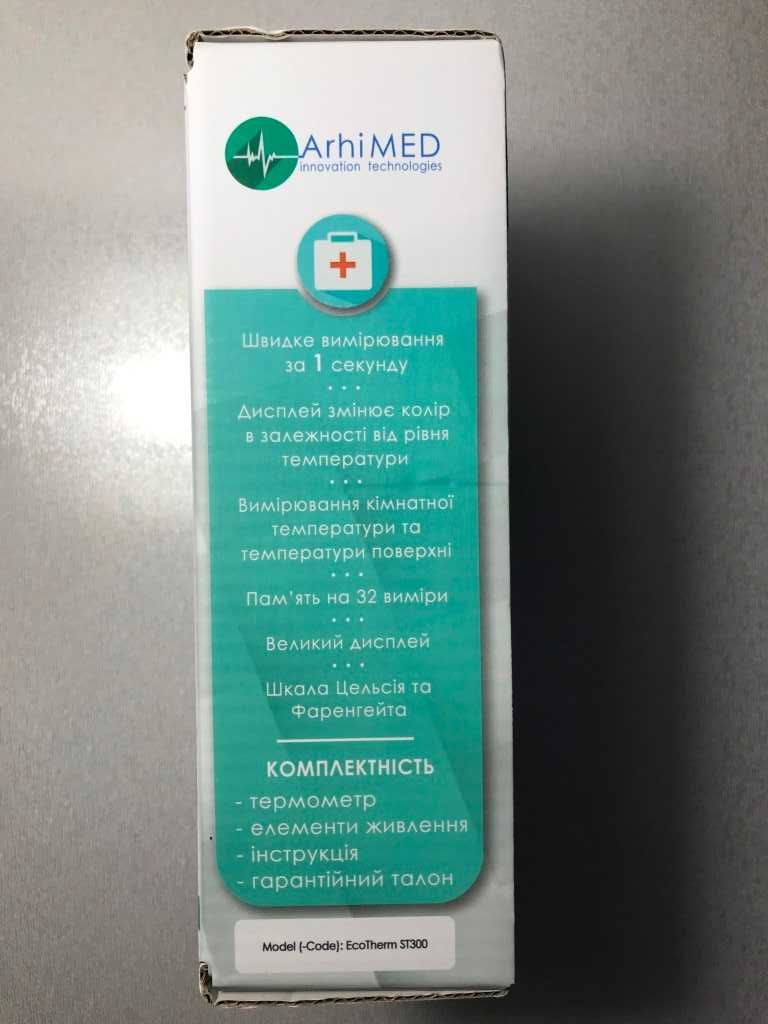 ArhiMED
innovation technologies
Швидке вимірювання
за 1 секунду
Дисплей змінює колір
в залежності від рівня
температури
Вимірювання кімнатної
температури та
температури поверхні
Пам'ять на 32 виміри
Великий дисплей
Шкала Цельсія та
Фаренгейта
КОМПЛЕКТНІСТЬ
- термометр
- елементи живлення
- інструкція
- гарантійний талон
Model (-Code): EcoTherm ST300